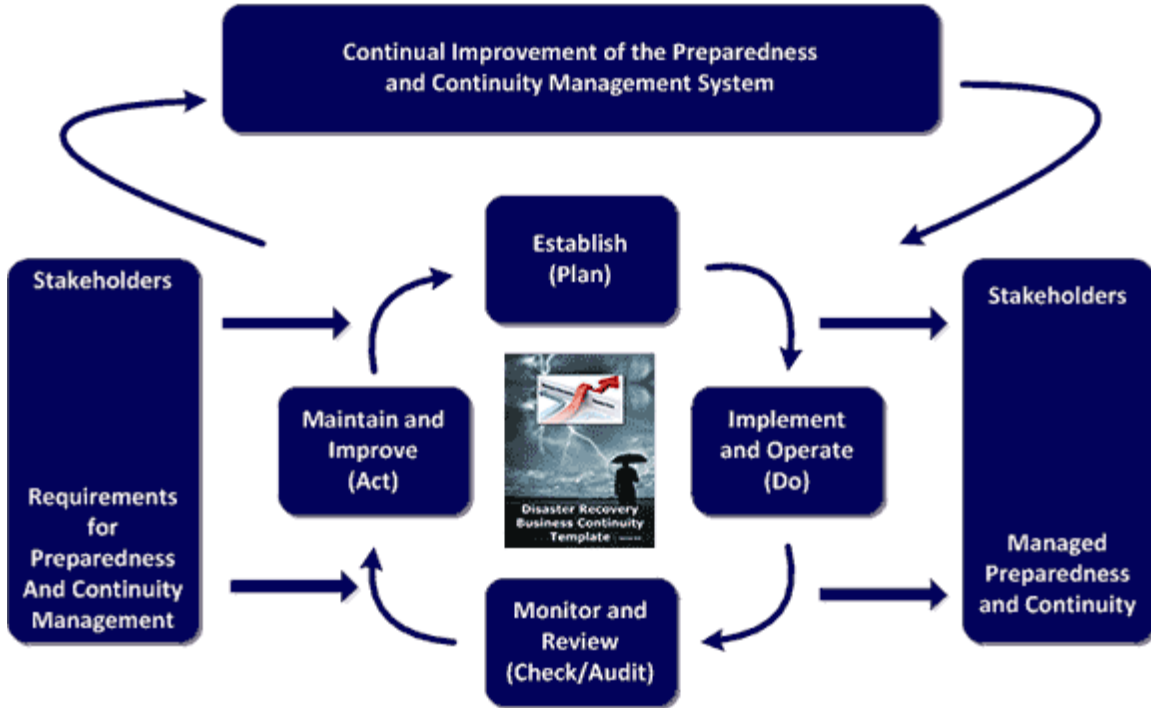 Continual Improvement of the Preparedness
and Continuity Management System
Establish
(Plan)
Stakeholders
Requirements
for
Preparedness
And Continuity
Management
Maintain and
Improve
(Act)
Disaster Recovery
Business Continuity
Template
Implement
and Operate
(Do)
Stakeholders
Managed
Preparedness
and Continuity
Monitor and
Review
(Check/Audit)